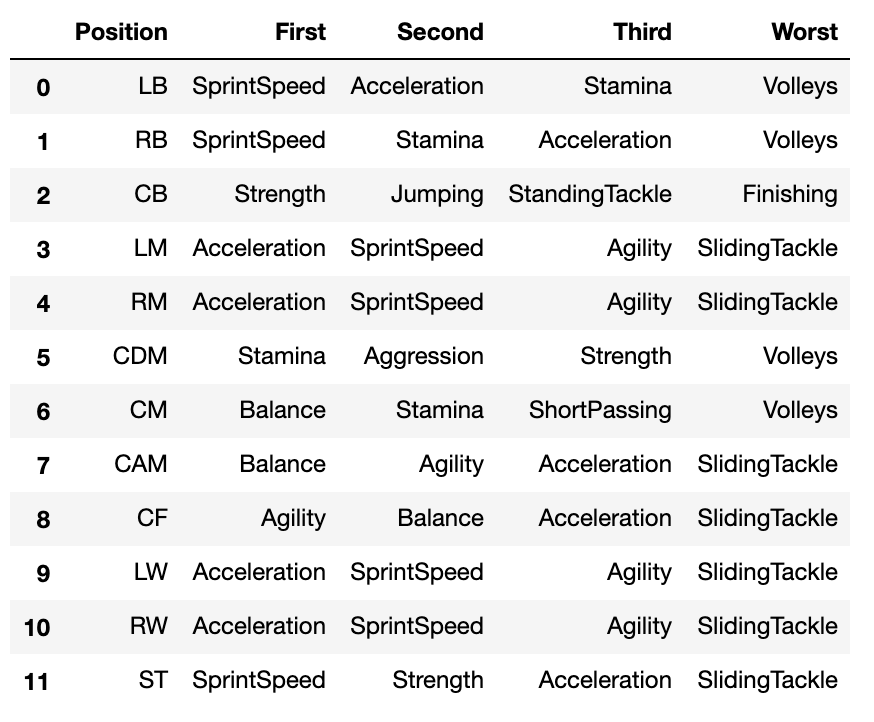 Position First Second Third Worst
0 LB SprintSpeed Acceleration Stamina Volleys
1 RB SprintSpeed Stamina Acceleration Volleys
2 CB Strength Jumping StandingTackle Finishing
3 LM Acceleration SprintSpeed Agility SlidingTackle
4 RM Acceleration SprintSpeed Agility SlidingTackle
5 CDM Stamina Aggression Strength Volleys
6 CM Balance Stamina ShortPassing Volleys
7 CAM Balance Agility Acceleration SlidingTackle
8 CF Agility Balance Acceleration SlidingTackle
9 LW Acceleration SprintSpeed Agility SlidingTackle
10 RW Acceleration SprintSpeed Agility SlidingTackle
11 ST SprintSpeed Strength Acceleration SlidingTackle